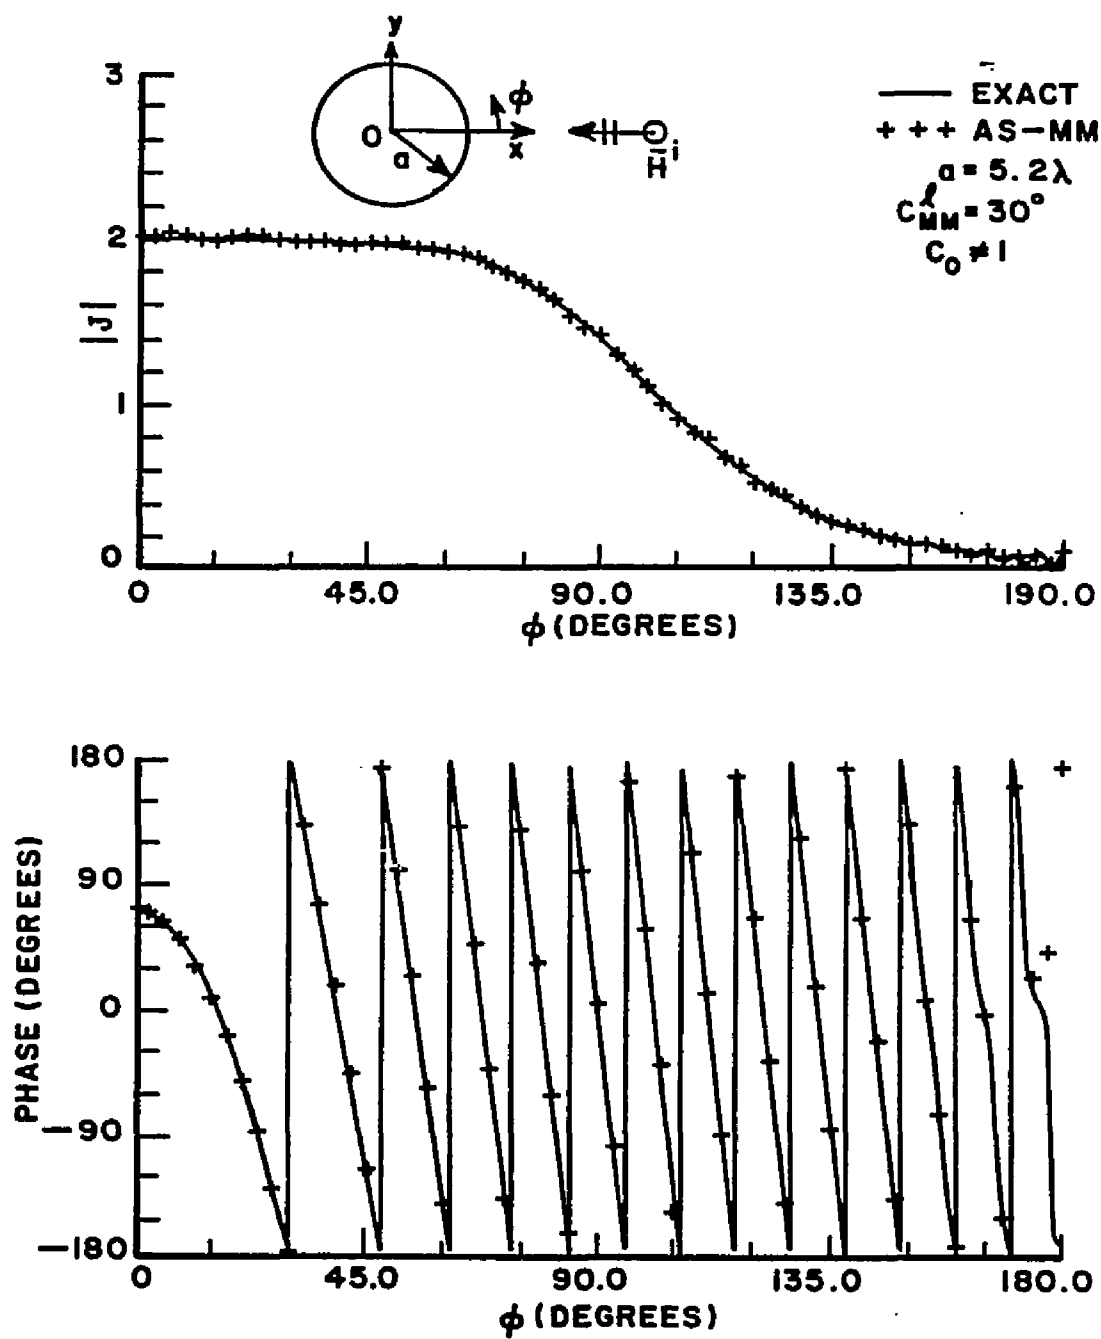 y
φ
O
x
a
H̄ⁱ
— EXACT
+ + + AS-MM
a = 5.2λ
C^ℓ_MM = 30°
C_O ≠ 1
3
2
1
0
|J|
0 45.0 90.0 135.0 190.0
φ (DEGREES)
180
90
0
-90
-180
PHASE (DEGREES)
0 45.0 90.0 135.0 180.0
φ (DEGREES)